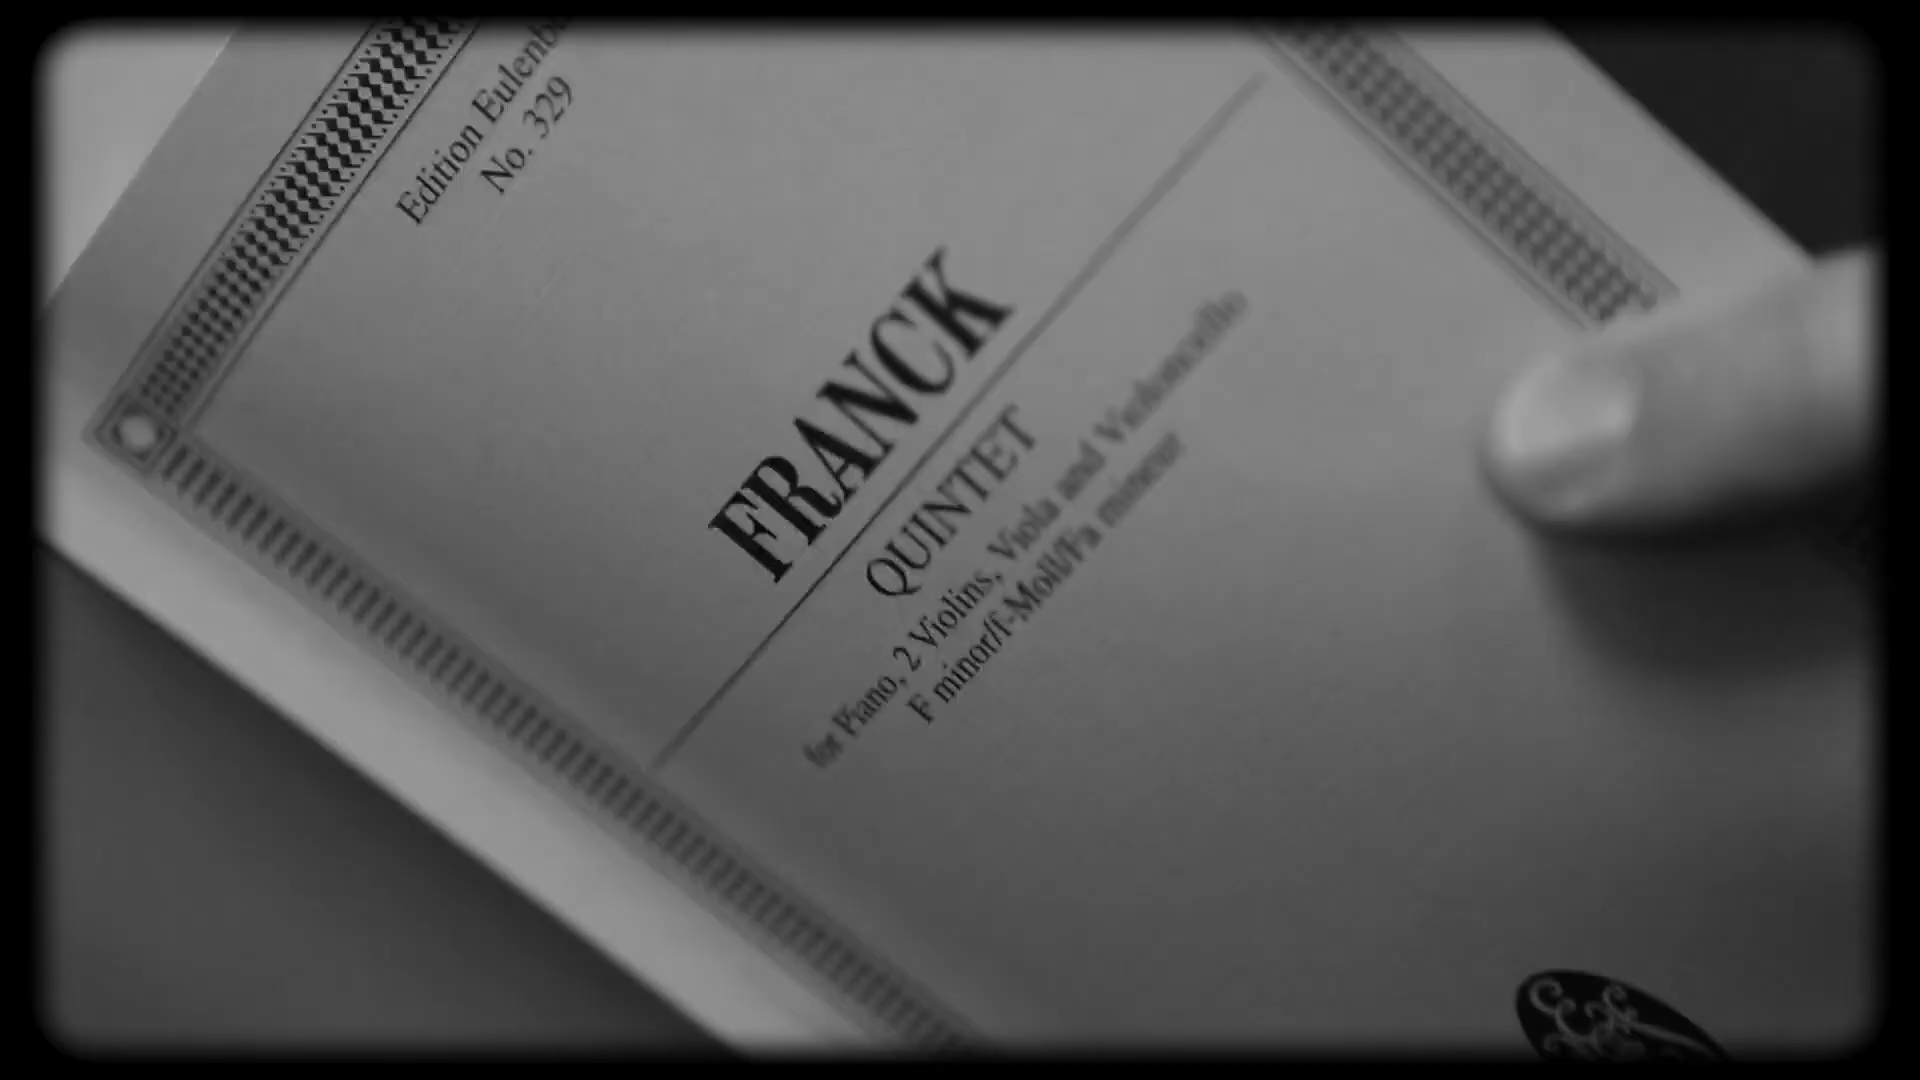 Edition Eulenb
No. 329
FRANCK
QUINTET
for Piano, 2 Violins, Viola and Violoncello
F minor/f-Moll/Fa mineur